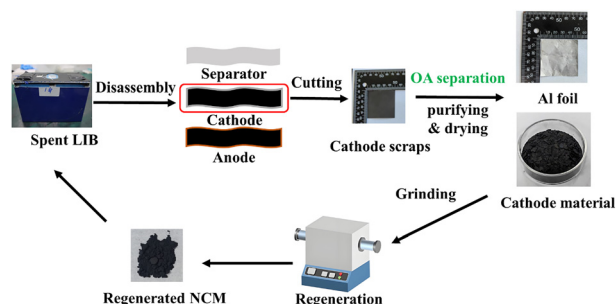 Disassembly
Separator
Cathode
Anode
Spent LIB
Cutting
Cathode scraps
OA separation
purifying
& drying
Al foil
Cathode material
Grinding
Regeneration
Regenerated NCM